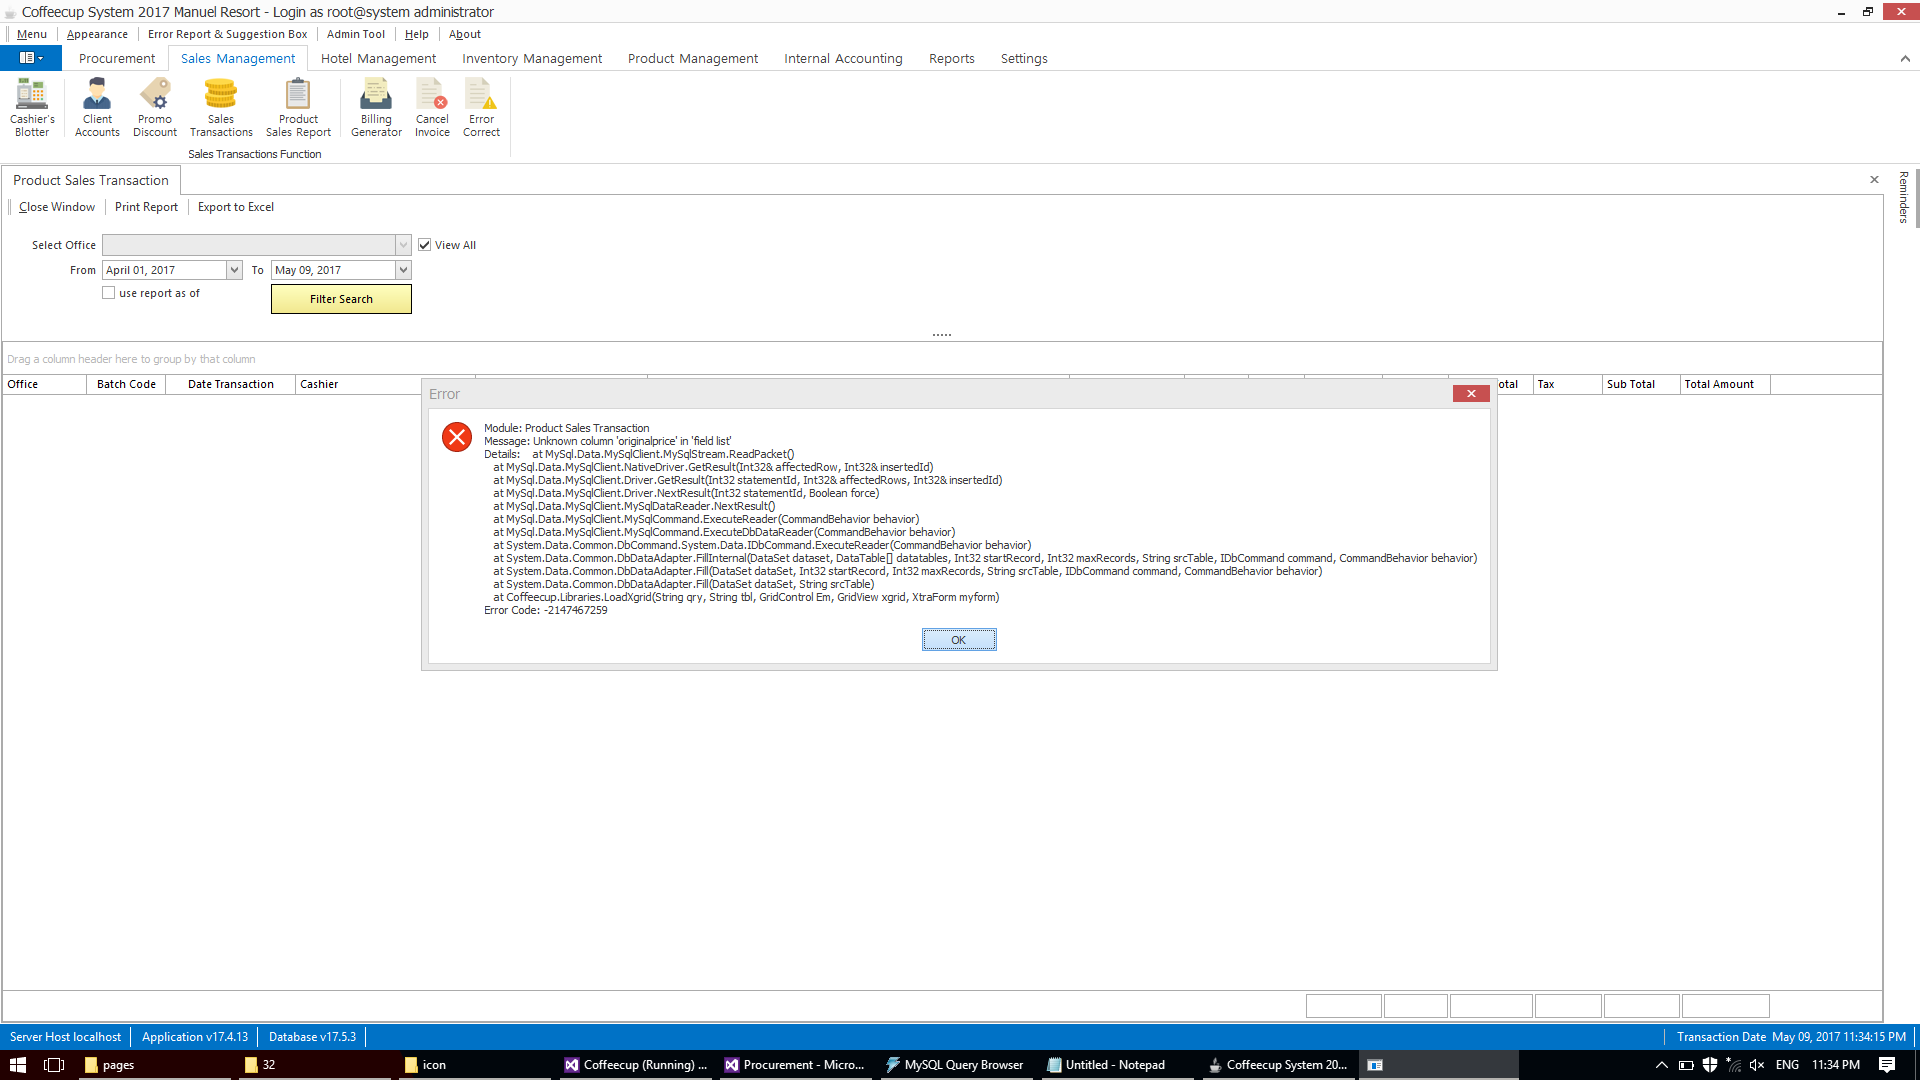 Coffeecup System 2017 Manuel Resort - Login as root@system administrator
Menu Appearance Error Report & Suggestion Box Admin Tool Help About
Procurement Sales Management Hotel Management Inventory Management Product Management Internal Accounting Reports Settings
Cashier's Blotter
Client Accounts
Promo Discount
Sales Transactions
Product Sales Report
Billing Generator
Cancel Invoice
Error Correct
Sales Transactions Function
Product Sales Transaction
Reminders
Close Window Print Report Export to Excel
Select Office View All
From April 01, 2017 To May 09, 2017
use report as of Filter Search
Drag a column header here to group by that column
Office Batch Code Date Transaction Cashier otal Tax Sub Total Total Amount
Error
Module: Product Sales Transaction
Message: Unknown column 'originalprice' in 'field list'
Details: at MySql.Data.MySqlClient.MySqlStream.ReadPacket()
at MySql.Data.MySqlClient.NativeDriver.GetResult(Int32& affectedRow, Int32& insertedId)
at MySql.Data.MySqlClient.Driver.GetResult(Int32 statementId, Int32& affectedRows, Int32& insertedId)
at MySql.Data.MySqlClient.Driver.NextResult(Int32 statementId, Boolean force)
at MySql.Data.MySqlClient.MySqlDataReader.NextResult()
at MySql.Data.MySqlClient.MySqlCommand.ExecuteReader(CommandBehavior behavior)
at MySql.Data.MySqlClient.MySqlCommand.ExecuteDbDataReader(CommandBehavior behavior)
at System.Data.Common.DbCommand.System.Data.IDbCommand.ExecuteReader(CommandBehavior behavior)
at System.Data.Common.DbDataAdapter.FillInternal(DataSet dataset, DataTable[] datatables, Int32 startRecord, Int32 maxRecords, String srcTable, IDbCommand command, CommandBehavior behavior)
at System.Data.Common.DbDataAdapter.Fill(DataSet dataSet, Int32 startRecord, Int32 maxRecords, String srcTable, IDbCommand command, CommandBehavior behavior)
at System.Data.Common.DbDataAdapter.Fill(DataSet dataSet, String srcTable)
at Coffeecup.Libraries.LoadXgrid(String qry, String tbl, GridControl Em, GridView xgrid, XtraForm myform)
Error Code: -2147467259
OK
Server Host localhost Application v17.4.13 Database v17.5.3 Transaction Date May 09, 2017 11:34:15 PM
pages 32 icon Coffeecup (Running) ... Procurement - Micro... MySQL Query Browser Untitled - Notepad Coffeecup System 20... ENG 11:34 PM